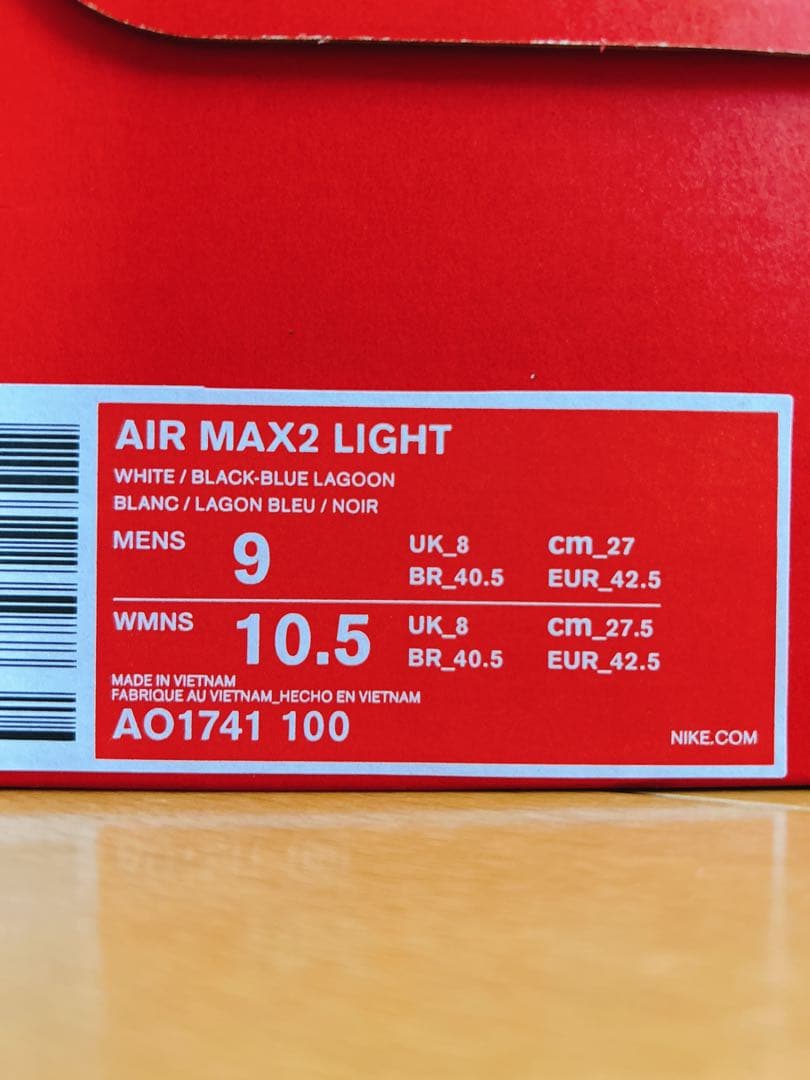 AIR MAX2 LIGHT
WHITE / BLACK-BLUE LAGOON
BLANC / LAGON BLEU / NOIR
MENS 9 UK_8 cm_27
BR_40.5 EUR_42.5
WMNS 10.5 UK_8 cm_27.5
BR_40.5 EUR_42.5
MADE IN VIETNAM
FABRIQUE AU VIETNAM_HECHO EN VIETNAM
AO1741 100
NIKE.COM